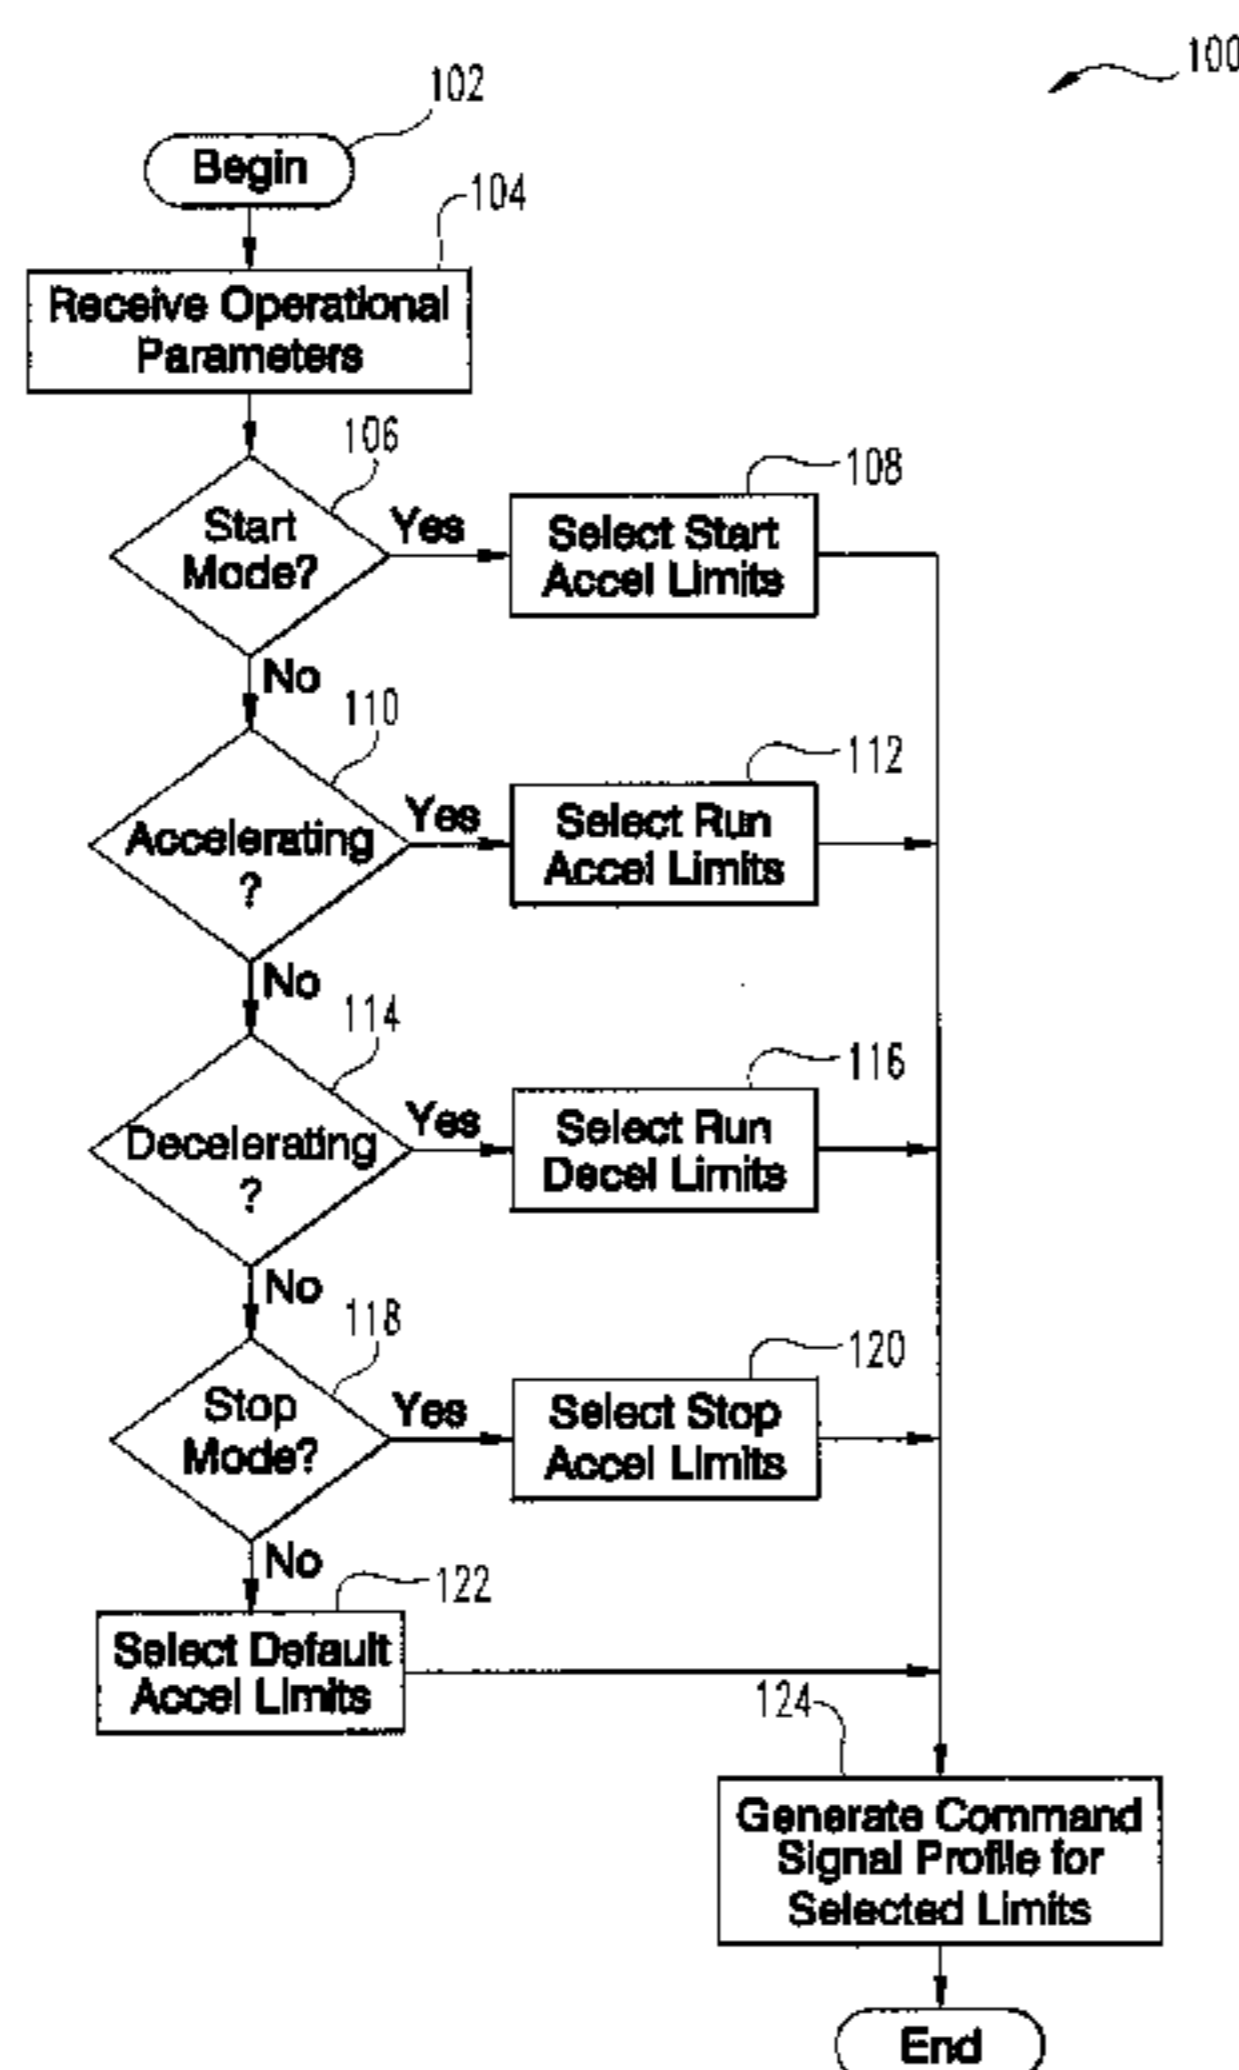 100
102
Begin
104
Receive Operational
Parameters
106
Start
Mode?
Yes
108
Select Start
Accel Limits
No
110
Accelerating
?
Yes
112
Select Run
Accel Limits
No
114
Decelerating
?
Yes
116
Select Run
Decel Limits
No
118
Stop
Mode?
Yes
120
Select Stop
Accel Limits
No
122
Select Default
Accel Limits
124
Generate Command
Signal Profile for
Selected Limits
End